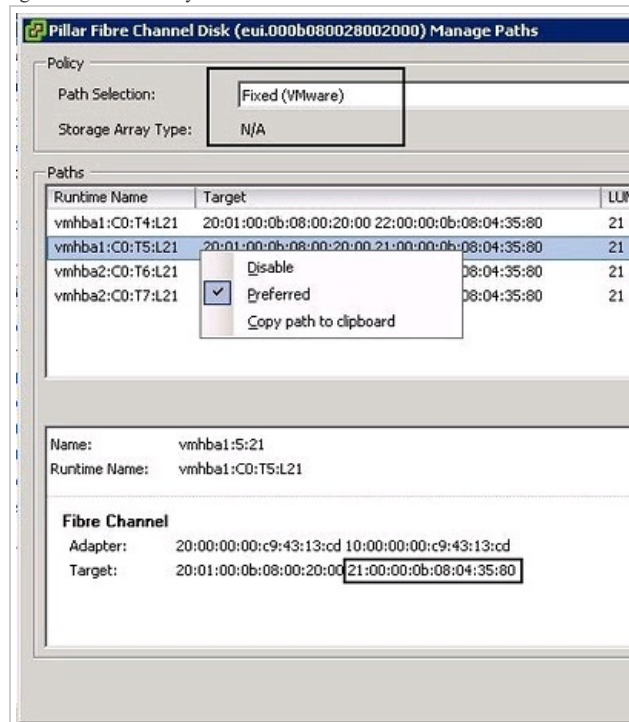 Pillar Fibre Channel Disk (eui.000b080028002000) Manage Paths
Policy
Path Selection: Fixed (VMware)
Storage Array Type: N/A
Paths
Runtime Name Target
vmhba1:C0:T4:L21 20:01:00:0b:08:00:20:00 22:00:00:0b:08:04:35:80 21
vmhba1:C0:T5:L21 20:01:00:0b:08:00:20:00 21:00:00:0b:08:04:35:80 21
vmhba2:C0:T6:L21 08:04:35:80 21
vmhba2:C0:T7:L21 08:04:35:80 21
Disable
Preferred
Copy path to clipboard
Name: vmhba1:5:21
Runtime Name: vmhba1:C0:T5:L21
Fibre Channel
Adapter: 20:00:00:00:c9:43:13:cd 10:00:00:00:c9:43:13:cd
Target: 20:01:00:0b:08:00:20:00 21:00:00:0b:08:04:35:80